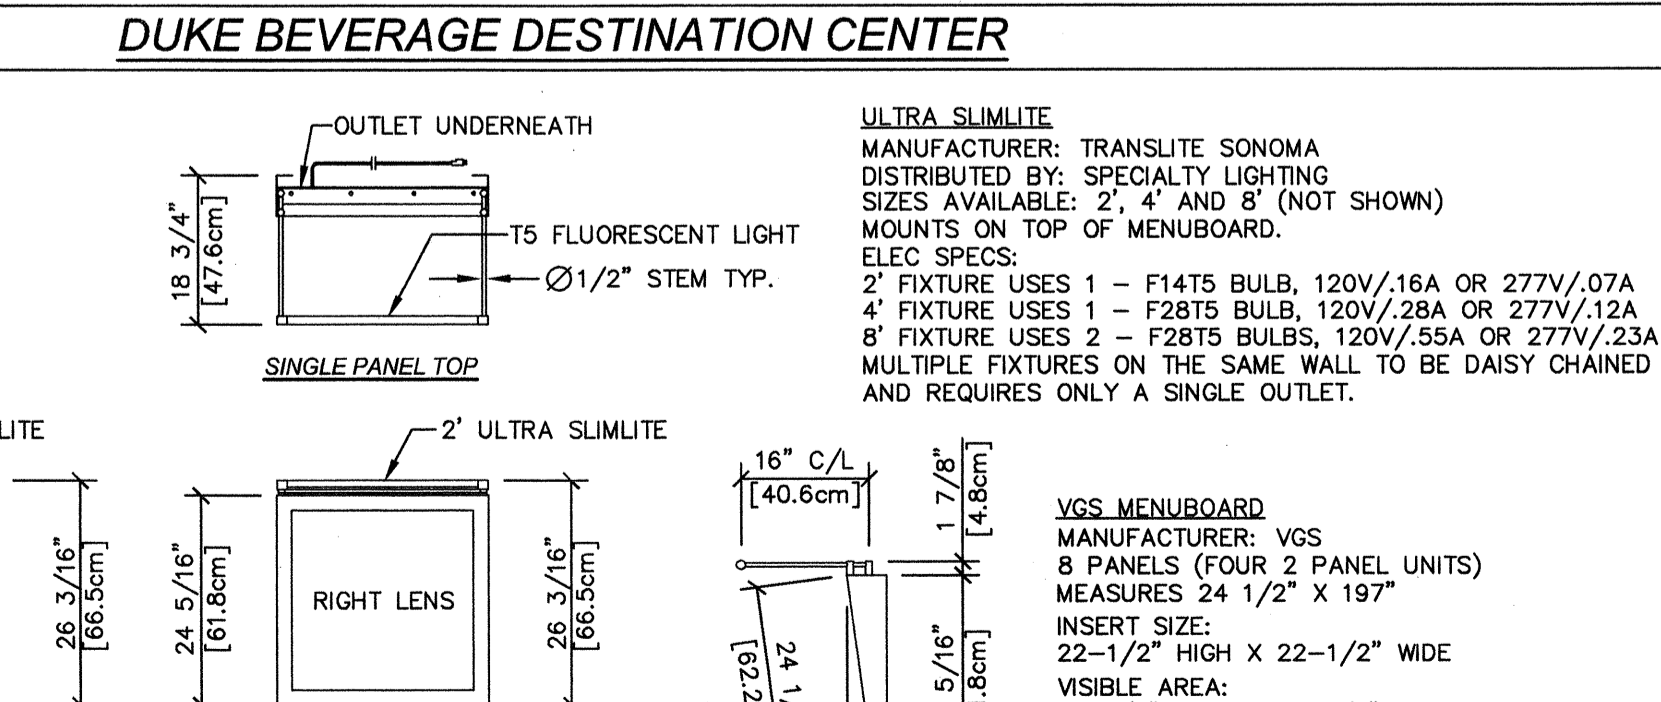 DUKE BEVERAGE DESTINATION CENTER
OUTLET UNDERNEATH
18 3/4"
[47.6cm]
T5 FLUORESCENT LIGHT
Ø1/2" STEM TYP.
SINGLE PANEL TOP
ULTRA SLIMLITE
MANUFACTURER: TRANSLITE SONOMA
DISTRIBUTED BY: SPECIALTY LIGHTING
SIZES AVAILABLE: 2', 4' AND 8' (NOT SHOWN)
MOUNTS ON TOP OF MENUBOARD.
ELEC SPECS:
2' FIXTURE USES 1 – F14T5 BULB, 120V/.16A OR 277V/.07A
4' FIXTURE USES 1 – F28T5 BULB, 120V/.28A OR 277V/.12A
8' FIXTURE USES 2 – F28T5 BULBS, 120V/.55A OR 277V/.23A
MULTIPLE FIXTURES ON THE SAME WALL TO BE DAISY CHAINED
AND REQUIRES ONLY A SINGLE OUTLET.
LITE
2' ULTRA SLIMLITE
26 3/16"
[66.5cm]
24 5/16"
[61.8cm]
RIGHT LENS
26 3/16"
[66.5cm]
16" C/L
[40.6cm]
1 7/8"
[4.8cm]
24 1/
[62.2
5/16"
.8cm]
VGS MENUBOARD
MANUFACTURER: VGS
8 PANELS (FOUR 2 PANEL UNITS)
MEASURES 24 1/2" X 197"
INSERT SIZE:
22–1/2" HIGH X 22–1/2" WIDE
VISIBLE AREA: